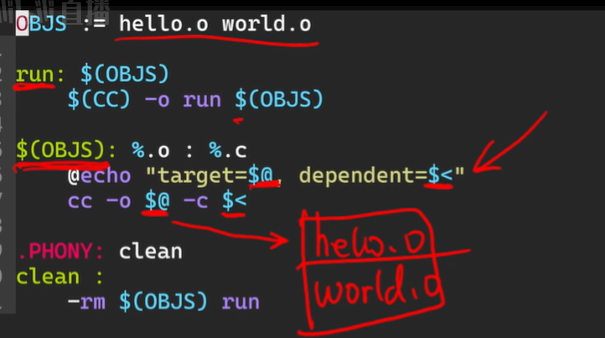 OBJS := hello.o world.o
run: $(OBJS)
$(CC) -o run $(OBJS)
$(OBJS): %.o : %.c
@echo "target=$@, dependent=$<"
cc -o $@ -c $<
hello.o
.PHONY: clean
world.o
clean :
-rm $(OBJS) run